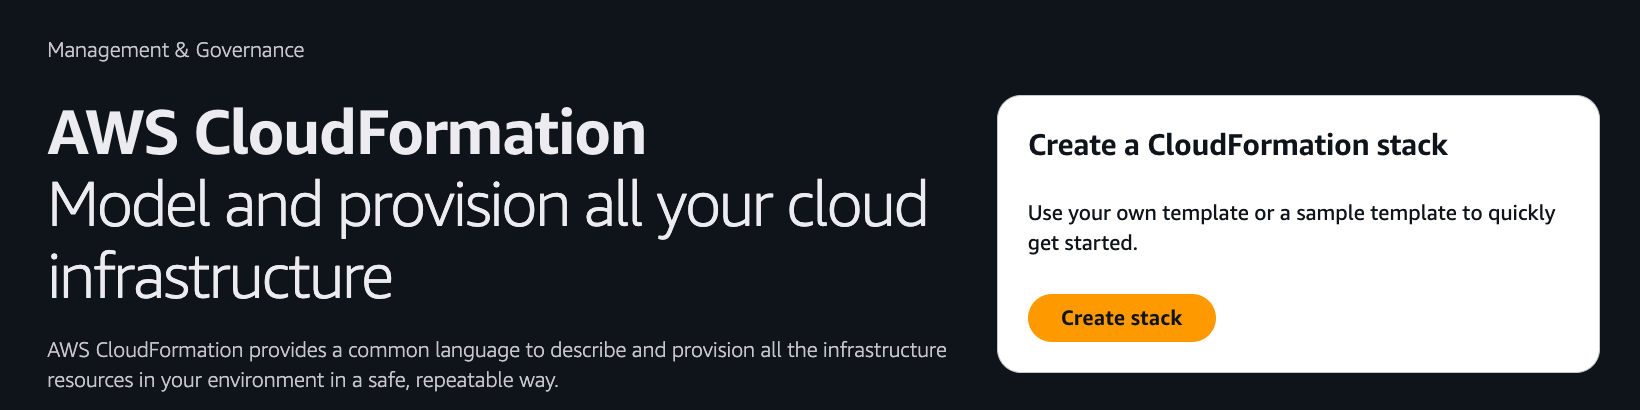 Management & Governance
AWS CloudFormation
Model and provision all your cloud
infrastructure
AWS CloudFormation provides a common language to describe and provision all the infrastructure
resources in your environment in a safe, repeatable way.
Create a CloudFormation stack
Use your own template or a sample template to quickly
get started.
Create stack